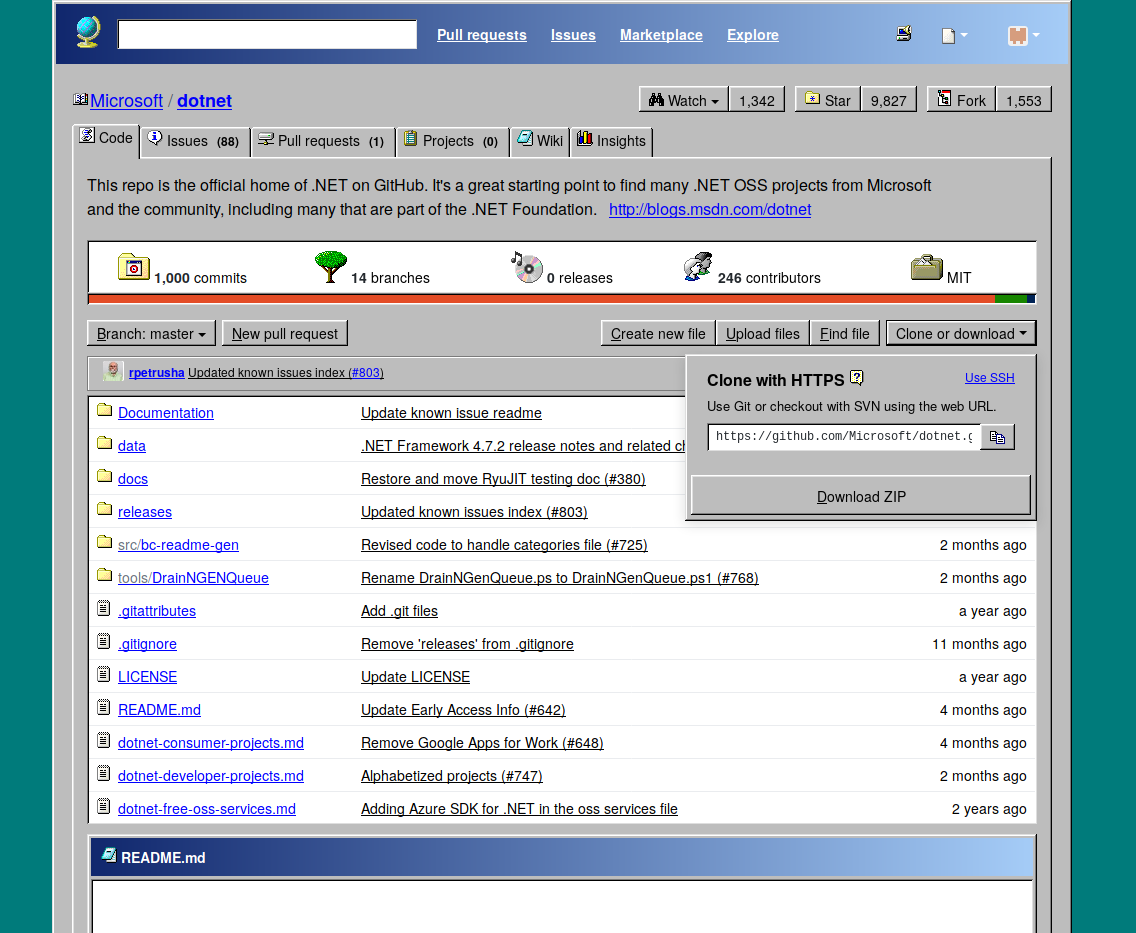 Pull requests Issues Marketplace Explore
Microsoft / dotnet Watch 1,342 Star 9,827 Fork 1,553
Code Issues (88) Pull requests (1) Projects (0) Wiki Insights
This repo is the official home of .NET on GitHub. It's a great starting point to find many .NET OSS projects from Microsoft
and the community, including many that are part of the .NET Foundation. http://blogs.msdn.com/dotnet
1,000 commits 14 branches 0 releases 246 contributors MIT
Branch: master New pull request Create new file Upload files Find file Clone or download
rpetrusha Updated known issues index (#803)
Clone with HTTPS Use SSH
Use Git or checkout with SVN using the web URL.
https://github.com/Microsoft/dotnet.g
Download ZIP
Documentation Update known issue readme
data .NET Framework 4.7.2 release notes and related
docs Restore and move RyuJIT testing doc (#380)
releases Updated known issues index (#803)
src/bc-readme-gen Revised code to handle categories file (#725) 2 months ago
tools/DrainNGENQueue Rename DrainNGenQueue.ps to DrainNGenQueue.ps1 (#768) 2 months ago
.gitattributes Add .git files a year ago
.gitignore Remove 'releases' from .gitignore 11 months ago
LICENSE Update LICENSE a year ago
README.md Update Early Access Info (#642) 4 months ago
dotnet-consumer-projects.md Remove Google Apps for Work (#648) 4 months ago
dotnet-developer-projects.md Alphabetized projects (#747) 2 months ago
dotnet-free-oss-services.md Adding Azure SDK for .NET in the oss services file 2 years ago
README.md